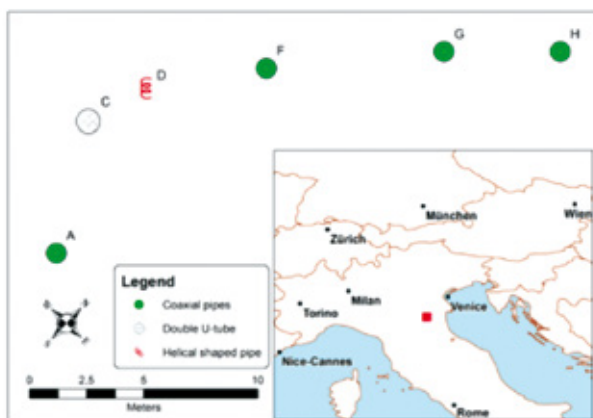 F
G
H
D
C
A
München
Wien
Zürich
Milan
Venice
Torino
Nice-Cannes
Rome
Legend
Coaxial pipes
Double U-tube
Helical shaped pipe
0 2.5 5 10
Meters